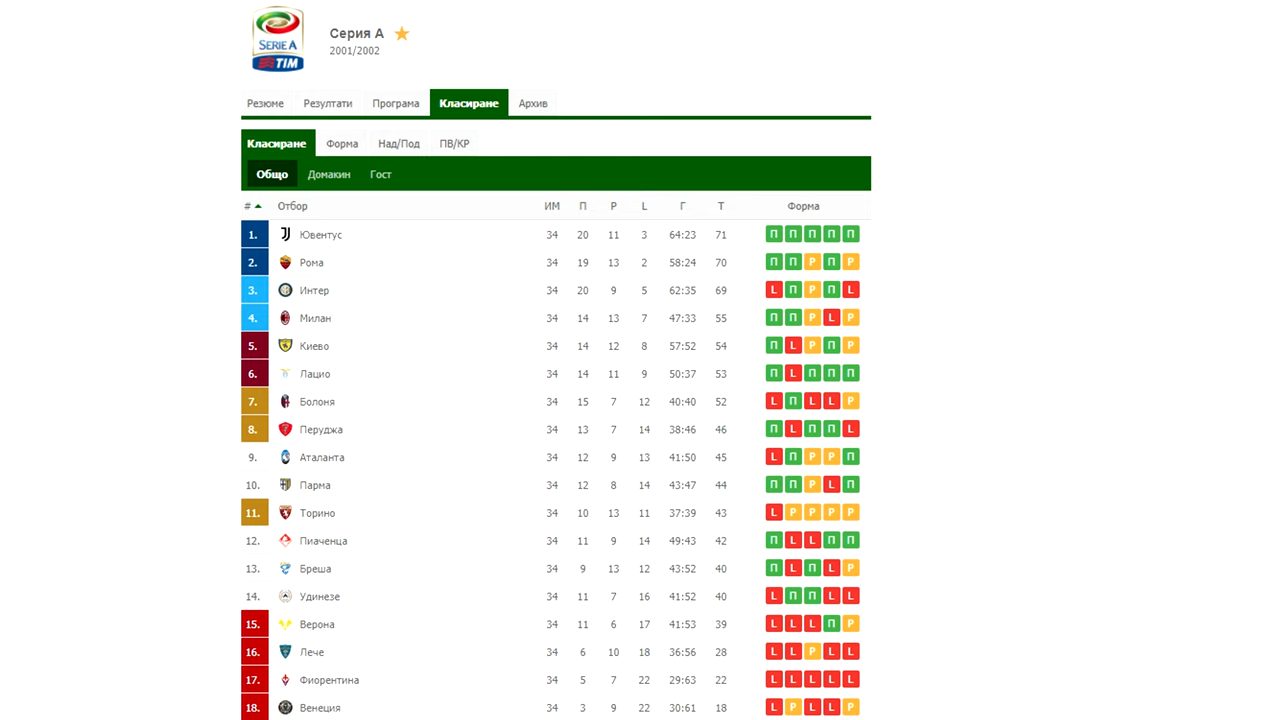 SERIE A
TIM
Серия А
2001/2002
Резюме Резултати Програма Класиране Архив
Класиране Форма Над/Под ПВ/КР
Общо Домакин Гост
# Отбор ИМ П Р L Г Т Форма
1. Ювентус 34 20 11 3 64:23 71 П П П П П
2. Рома 34 19 13 2 58:24 70 П П Р П Р
3. Интер 34 20 9 5 62:35 69 L П Р П L
4. Милан 34 14 13 7 47:33 55 П П Р L Р
5. Киево 34 14 12 8 57:52 54 П L Р П Р
6. Лацио 34 14 11 9 50:37 53 П L П П П
7. Болоня 34 15 7 12 40:40 52 L П L L Р
8. Перуджа 34 13 7 14 38:46 46 П L П П L
9. Аталанта 34 12 9 13 41:50 45 L П Р Р П
10. Парма 34 12 8 14 43:47 44 П П Р L П
11. Торино 34 10 13 11 37:39 43 L Р Р Р Р
12. Пиаченца 34 11 9 14 49:43 42 П L L П П
13. Бреша 34 9 13 12 43:52 40 П L П L Р
14. Удинезе 34 11 7 16 41:52 40 L П П L L
15. Верона 34 11 6 17 41:53 39 L L L П Р
16. Лече 34 6 10 18 36:56 28 L L Р L L
17. Фиорентина 34 5 7 22 29:63 22 L L L L L
18. Венеция 34 3 9 22 30:61 18 L Р L L Р